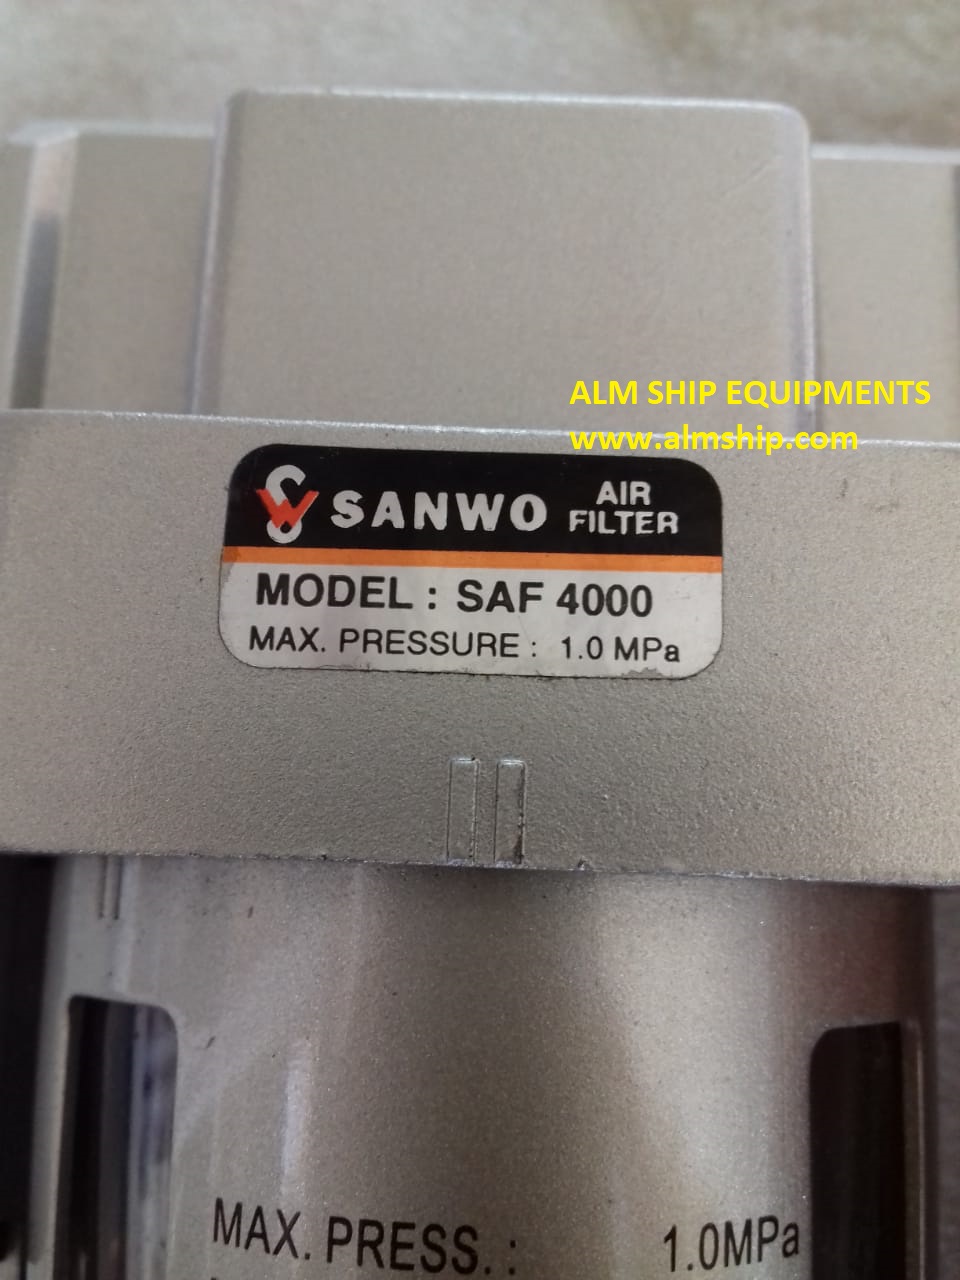 ALM SHIP EQUIPMENTS
www.almship.com
SANWO AIR FILTER
MODEL : SAF 4000
MAX. PRESSURE : 1.0 MPa
MAX. PRESS. : 1.0MPa